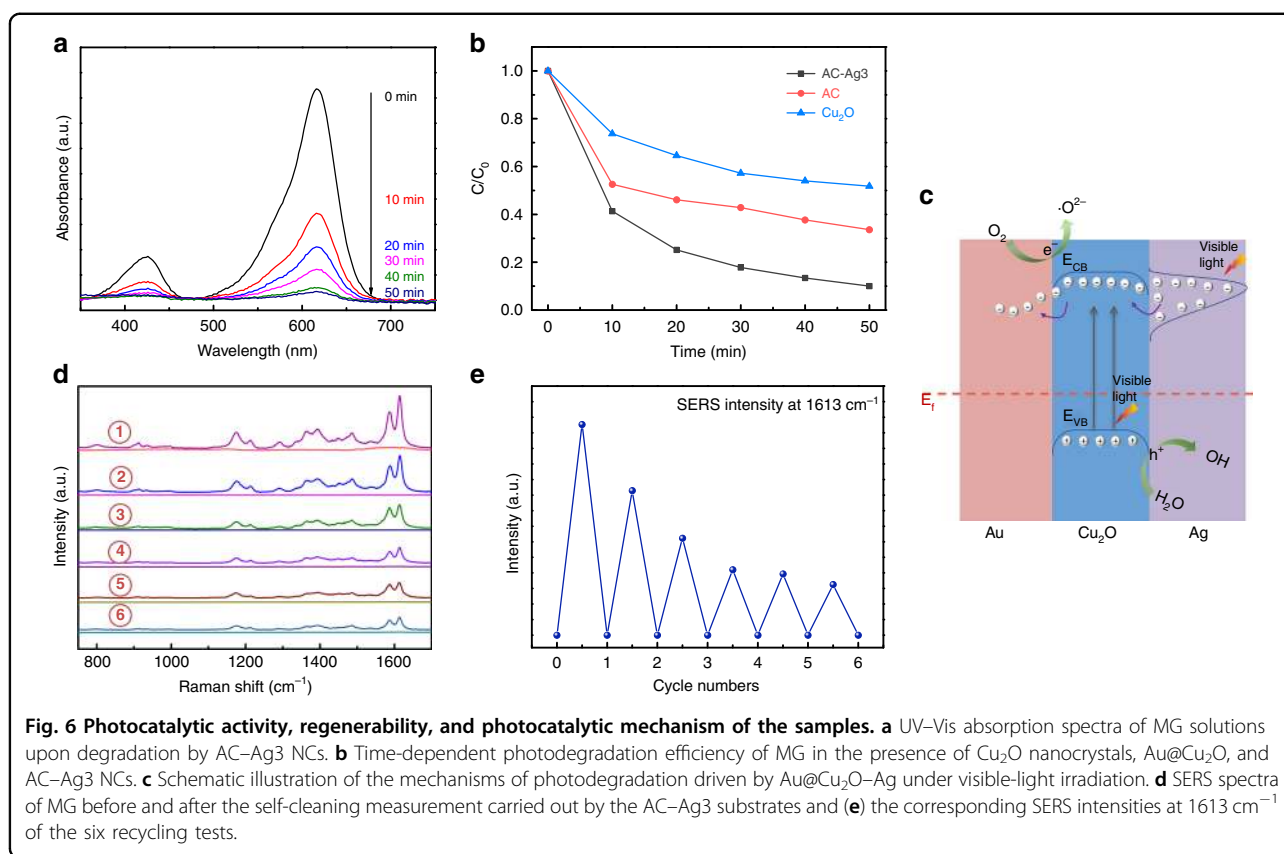 a
Absorbance (a.u.)
0 min
10 min
20 min
30 min
40 min
50 min
400 500 600 700
Wavelength (nm)
b
C/C0
1.0
0.8
0.6
0.4
0.2
0.0
AC-Ag3
AC
Cu₂O
0 10 20 30 40 50
Time (min)
c
·O²⁻
O₂
e⁻
E_CB
Visible
light
Visible
light
E_f
E_VB
h⁺
OH
H₂O
Au Cu₂O Ag
d
Intensity (a.u.)
1
2
3
4
5
6
800 1000 1200 1400 1600
Raman shift (cm⁻¹)
e
SERS intensity at 1613 cm⁻¹
Intensity (a.u.)
0 1 2 3 4 5 6
Cycle numbers
Fig. 6 Photocatalytic activity, regenerability, and photocatalytic mechanism of the samples. a UV–Vis absorption spectra of MG solutions
upon degradation by AC–Ag3 NCs. b Time-dependent photodegradation efficiency of MG in the presence of Cu₂O nanocrystals, Au@Cu₂O, and
AC–Ag3 NCs. c Schematic illustration of the mechanisms of photodegradation driven by Au@Cu₂O–Ag under visible-light irradiation. d SERS spectra
of MG before and after the self-cleaning measurement carried out by the AC–Ag3 substrates and (e) the corresponding SERS intensities at 1613 cm⁻¹
of the six recycling tests.